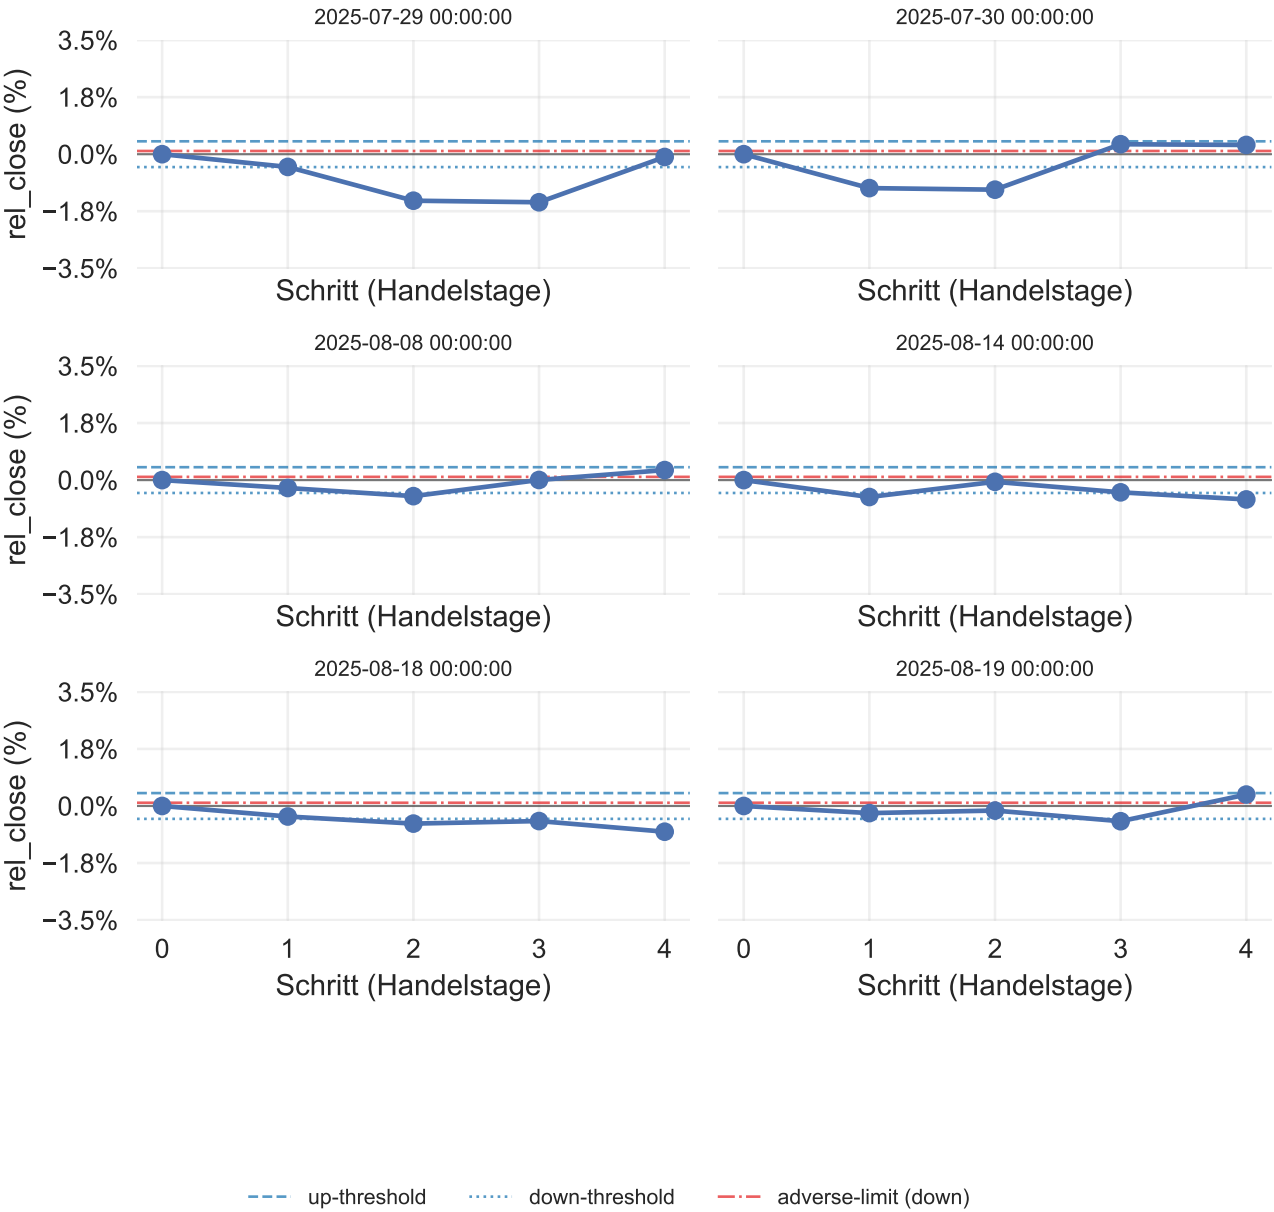 2025-07-29 00:00:00
2025-07-30 00:00:00
3.5%
1.8%
0.0%
−1.8%
−3.5%
rel_close (%)
Schritt (Handelstage)
Schritt (Handelstage)
2025-08-08 00:00:00
2025-08-14 00:00:00
3.5%
1.8%
0.0%
−1.8%
−3.5%
rel_close (%)
Schritt (Handelstage)
Schritt (Handelstage)
2025-08-18 00:00:00
2025-08-19 00:00:00
3.5%
1.8%
0.0%
−1.8%
−3.5%
rel_close (%)
0 1 2 3 4
0 1 2 3 4
Schritt (Handelstage)
Schritt (Handelstage)
up-threshold down-threshold adverse-limit (down)